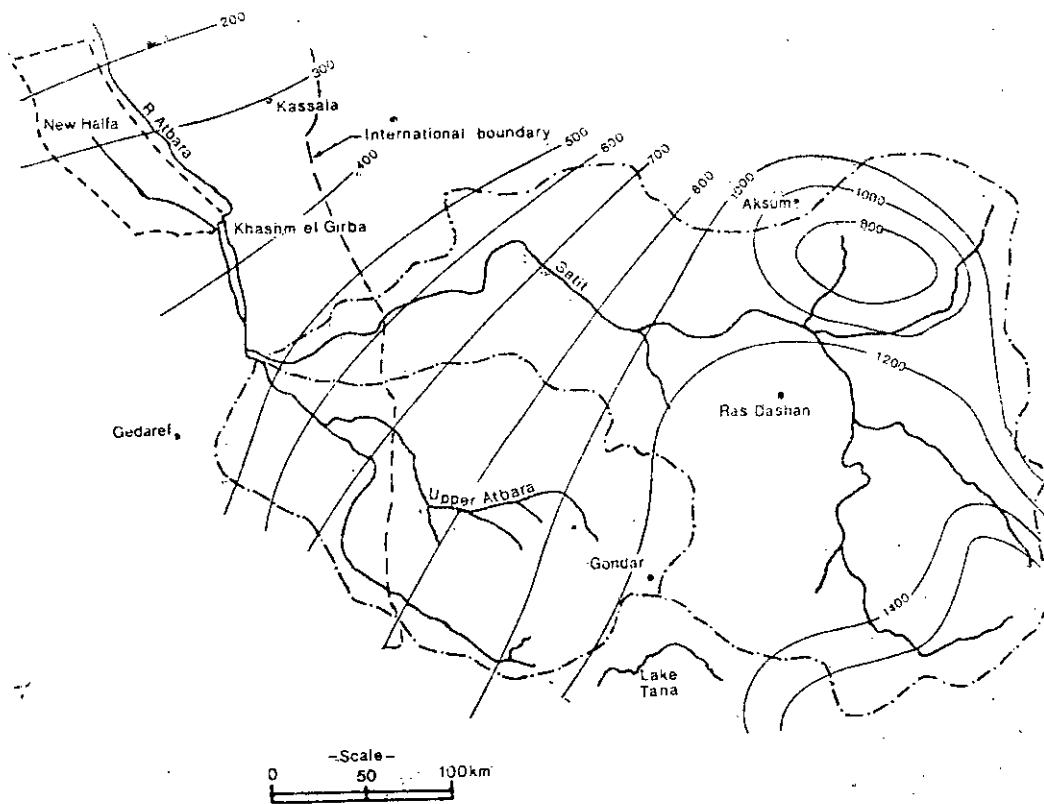 200
300
New Halfa
R Atbara
Kassala
International boundary
400
500
600
700
800
1000
Aksum
1000
800
Khashm el Girba
Satit
1200
Ras Dashan
Gedaref
Upper Atbara
Gondar
1400
Lake
Tana
-Scale-
0 50 100km